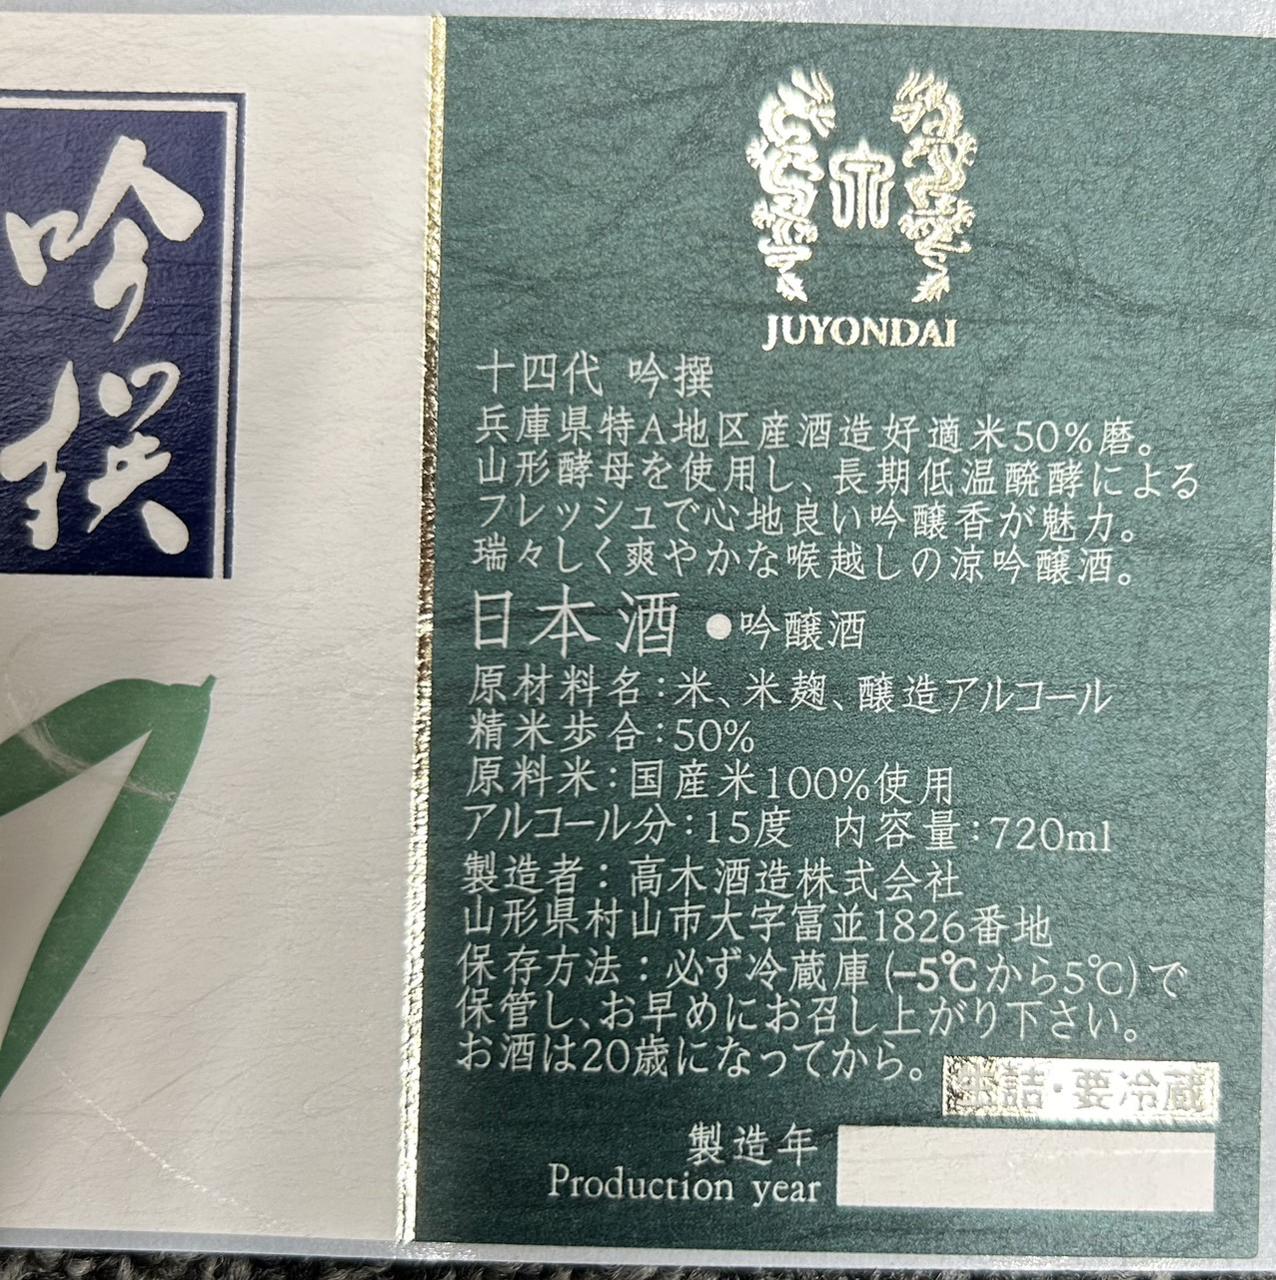 吟撰
JUYONDAI
十四代 吟撰
兵庫県特A地区産酒造好適米50%磨。
山形酵母を使用し、長期低温醗酵による
フレッシュで心地良い吟醸香が魅力。
瑞々しく爽やかな喉越しの涼吟醸酒。
日本酒 ●吟醸酒
原材料名:米、米麹、醸造アルコール
精米歩合:50%
原料米:国産米100%使用
アルコール分:15度 内容量:720ml
製造者:高木酒造株式会社
山形県村山市大字富並1826番地
保存方法:必ず冷蔵庫(−5℃から5℃)で
保管し、お早めにお召し上がり下さい。
お酒は20歳になってから。
生詰・要冷蔵
製造年
Production year